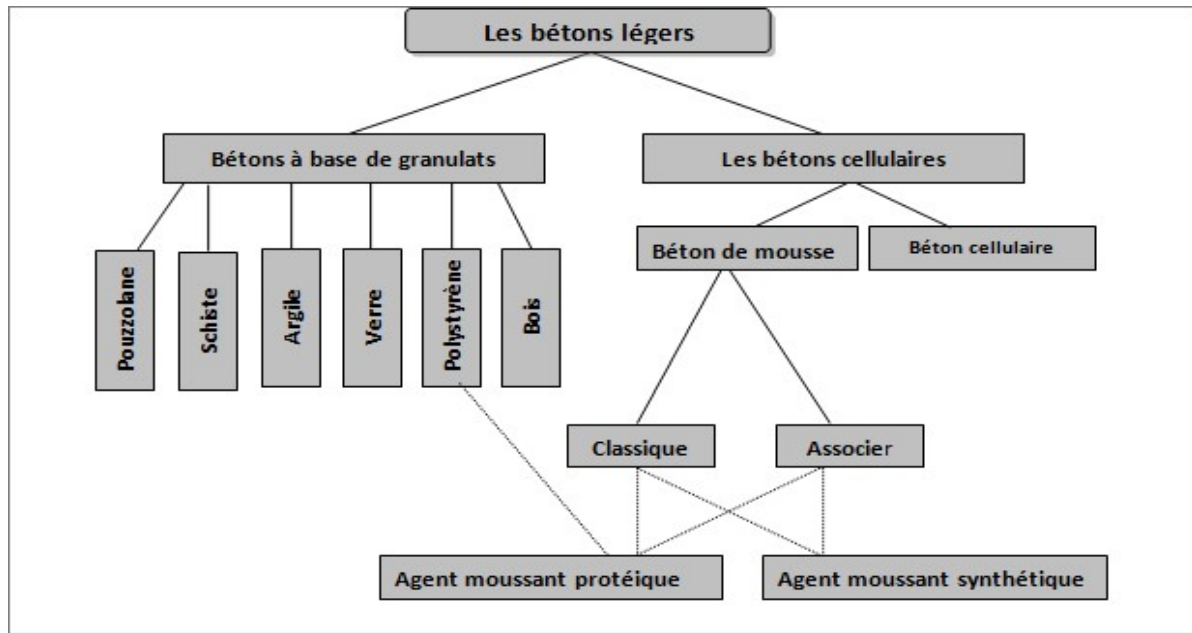 Les bétons légers
Bétons à base de granulats
Les bétons cellulaires
Béton de mousse
Béton cellulaire
Pouzzolane
Schiste
Argile
Verre
Polystyrène
Bois
Classique
Associer
Agent moussant protéique
Agent moussant synthétique